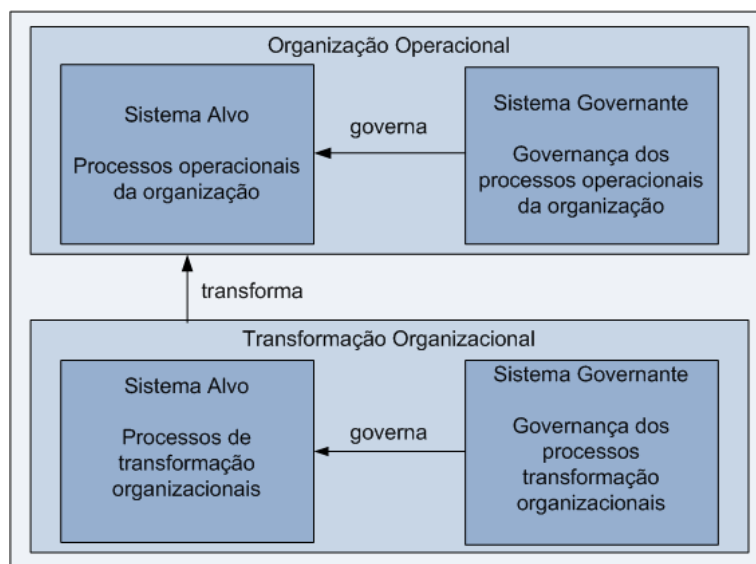 Organização Operacional
Sistema Alvo
Processos operacionais
da organização
governa
Sistema Governante
Governança dos
processos operacionais
da organização
transforma
Transformação Organizacional
Sistema Alvo
Processos de
transformação
organizacionais
governa
Sistema Governante
Governança dos
processos
transformação
organizacionais